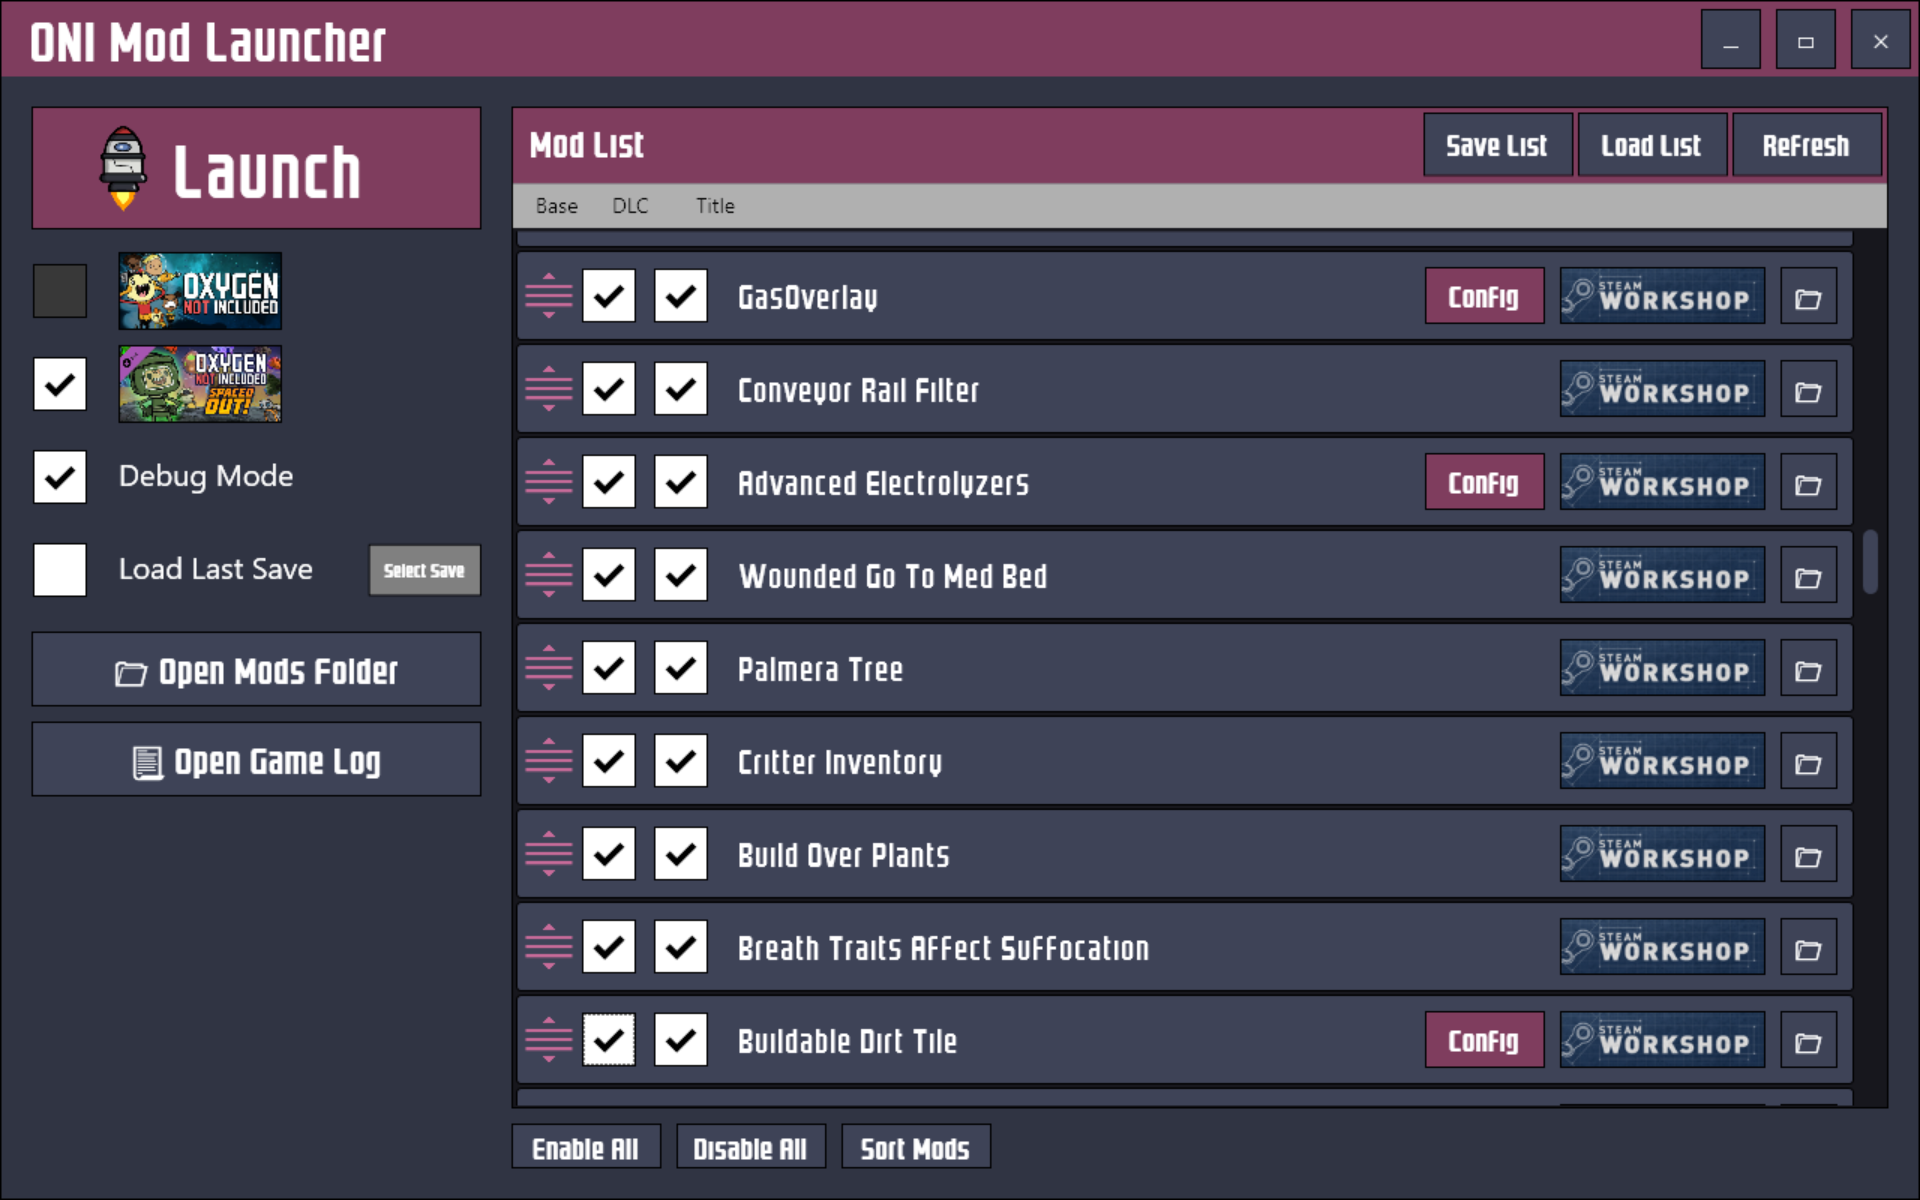 ONI Mod Launcher
Launch
OXYGEN
NOT INCLUDED
OXYGEN
NOT INCLUDED
SPACED
OUT!
Debug Mode
Load Last Save
Select Save
Open Mods Folder
Open Game Log
Mod List
Save List
Load List
Refresh
Base DLC Title
GasOverlay
Config
STEAM
WORKSHOP
Conveyor Rail Filter
STEAM
WORKSHOP
Advanced Electrolyzers
Config
STEAM
WORKSHOP
Wounded Go To Med Bed
STEAM
WORKSHOP
Palmera Tree
STEAM
WORKSHOP
Critter Inventory
STEAM
WORKSHOP
Build Over Plants
STEAM
WORKSHOP
Breath Traits Affect Suffocation
STEAM
WORKSHOP
Buildable Dirt Tile
Config
STEAM
WORKSHOP
Enable All
Disable All
Sort Mods